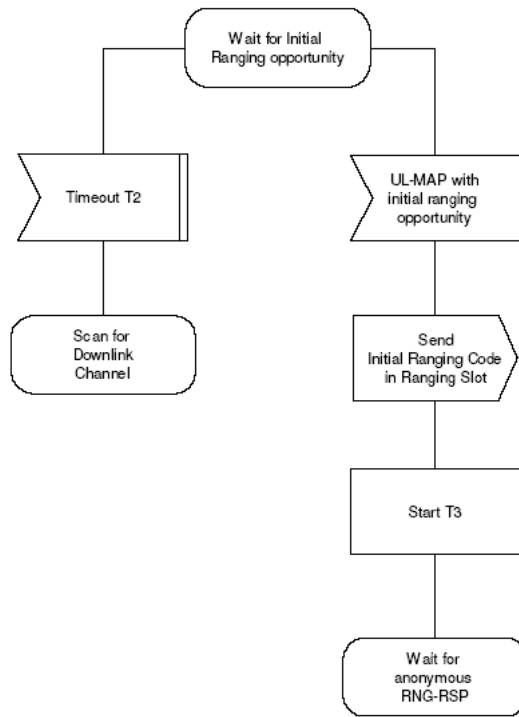 Wait for Initial
Ranging opportunity
Timeout T2
UL-MAP with
initial ranging
opportunity
Scan for
Downlink
Channel
Send
Initial Ranging Code
in Ranging Slot
Start T3
Wait for
anonymous
RNG-RSP